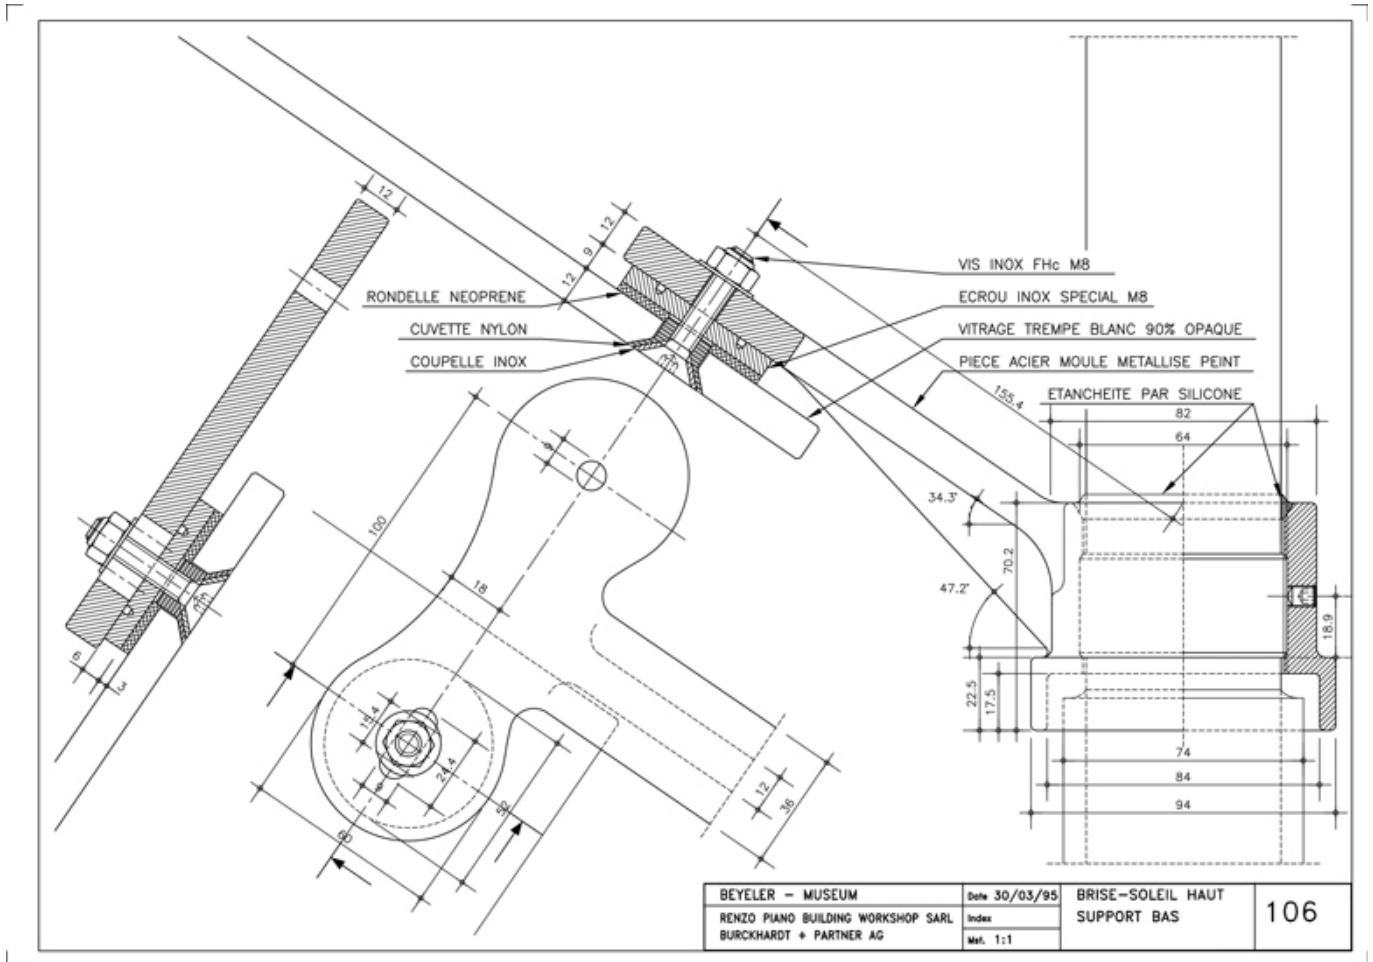 12
12
9
12
VIS INOX FHc M8
RONDELLE NEOPRENE
ECROU INOX SPECIAL M8
CUVETTE NYLON
VITRAGE TREMPE BLANC 90% OPAQUE
COUPELLE INOX
PIECE ACIER MOULE METALLISE PEINT
155.4
ETANCHEITE PAR SILICONE
82
64
34.3°
100
18
70.2
47.2°
18.9
6
3
22.5
17.5
15.4
24.4
52
60
12
36
74
84
94
BEYELER - MUSEUM
Date 30/03/95
BRISE-SOLEIL HAUT
RENZO PIANO BUILDING WORKSHOP SARL
Index
SUPPORT BAS
106
BURCKHARDT + PARTNER AG
Mat. 1:1